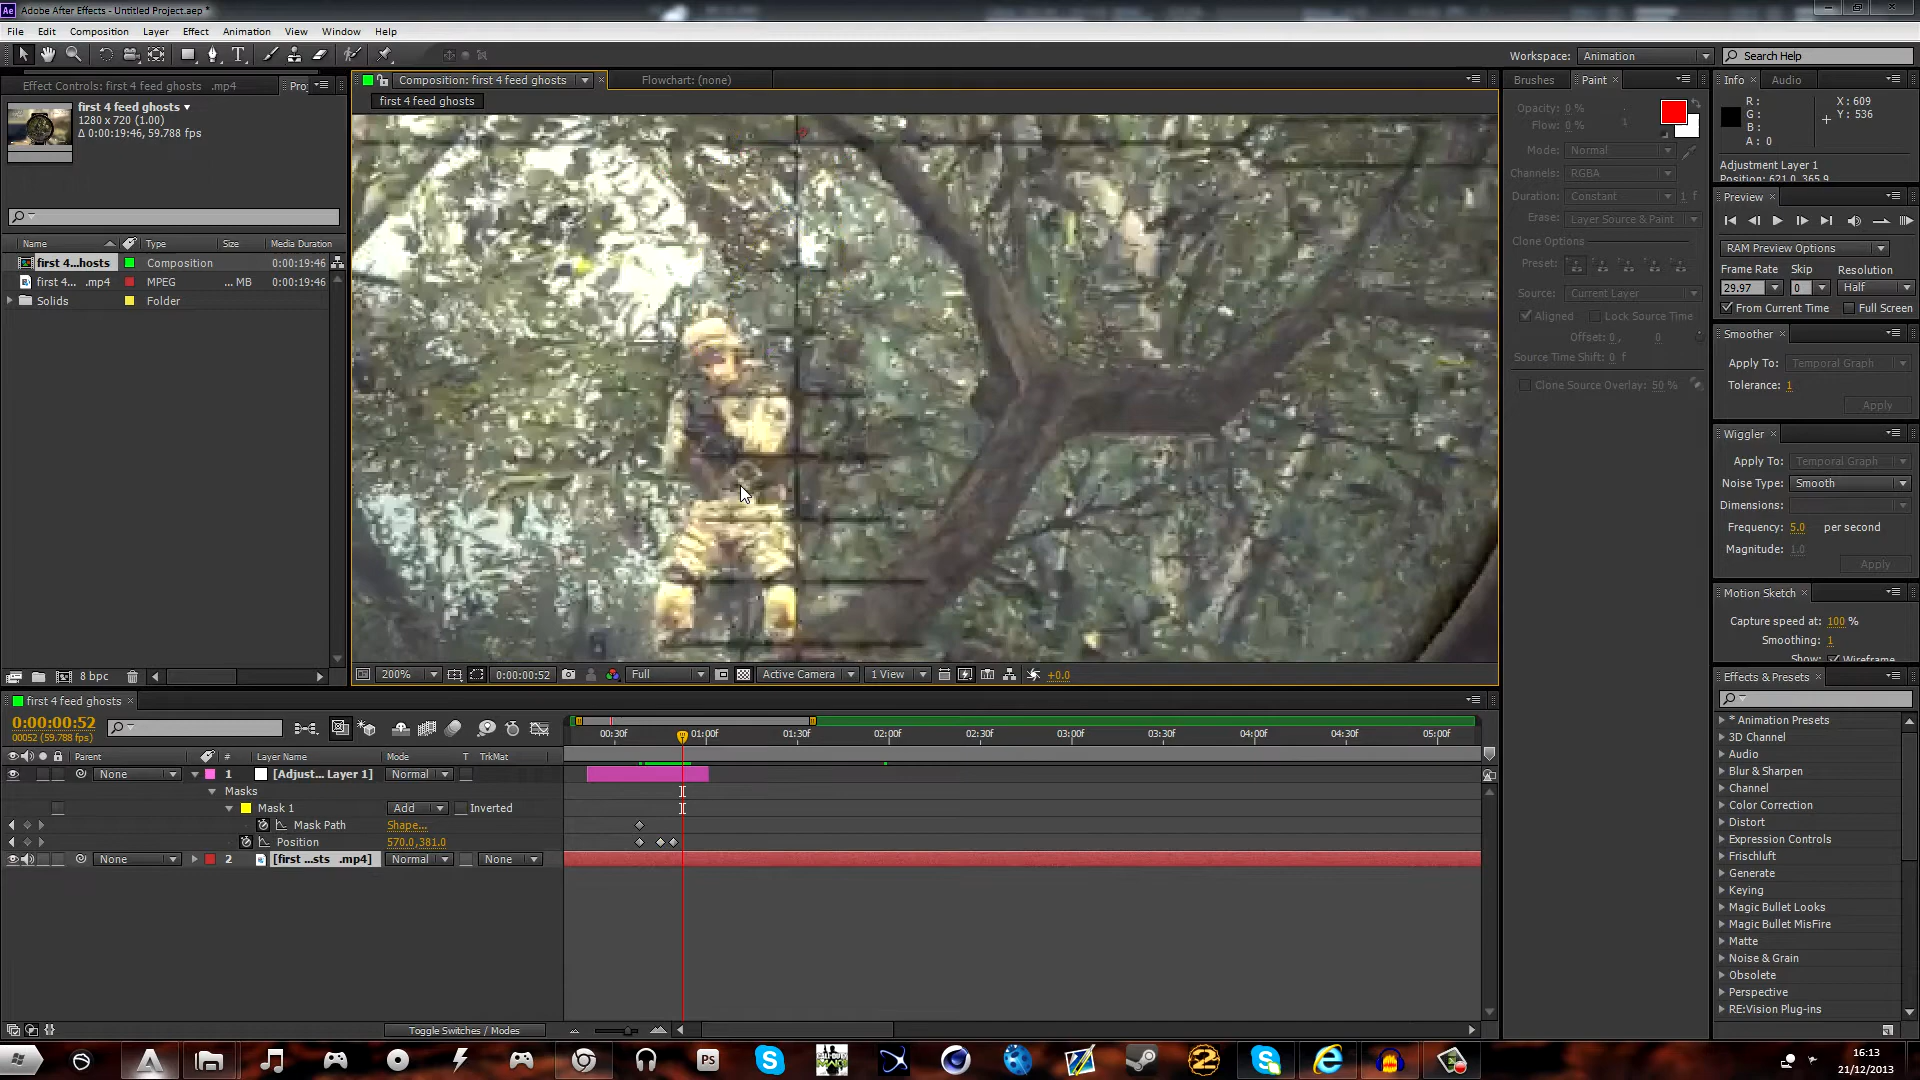 Adobe After Effects - Untitled Project.aep *
File Edit Composition Layer Effect Animation View Window Help
Workspace: Animation Search Help
Effect Controls: first 4 feed ghosts .mp4 Proj
Composition: first 4 feed ghosts Flowchart: (none)
first 4 feed ghosts
first 4 feed ghosts
1280 x 720 (1.00)
Δ 0:00:19:46, 59.788 fps
Name Type Size Media Duration
first 4...hosts Composition 0:00:19:46
first 4... .mp4 MPEG ... MB 0:00:19:46
Solids Folder
8 bpc
200% 0:00:00:52 Full Active Camera 1 View +0.0
Brushes Paint
Opacity: 0 %
Flow: 0 %
Mode: Normal
Channels: RGBA
Duration: Constant 1 f
Erase: Layer Source & Paint
Clone Options
Preset:
Source: Current Layer
Aligned Lock Source Time
Offset: 0, 0
Source Time Shift: 0 f
Clone Source Overlay: 50 %
Info Audio
R: X: 609
G: Y: 536
B:
A: 0
Adjustment Layer 1
Position: 621.0, 365.9
Preview
RAM Preview Options
Frame Rate Skip Resolution
29.97 0 Half
From Current Time Full Screen
Smoother
Apply To: Temporal Graph
Tolerance: 1
Apply
Wiggler
Apply To: Temporal Graph
Noise Type: Smooth
Dimensions:
Frequency: 5.0 per second
Magnitude: 1.0
Apply
Motion Sketch
Capture speed at: 100 %
Smoothing: 1
Show: Wireframe
Effects & Presets
* Animation Presets
3D Channel
Audio
Blur & Sharpen
Channel
Color Correction
Distort
Expression Controls
Frischluft
Generate
Keying
Magic Bullet Looks
Magic Bullet MisFire
Matte
Noise & Grain
Obsolete
Perspective
RE:Vision Plug-ins
first 4 feed ghosts
0:00:00:52
00052 (59.788 fps)
00:30f 01:00f 01:30f 02:00f 02:30f 03:00f 03:30f 04:00f 04:30f 05:00f
Parent # Layer Name Mode T TrkMat
None 1 [Adjust... Layer 1] Normal
Masks
Mask 1 Add Inverted
Mask Path Shape...
Position 570.0,381.0
None 2 [first ...sts .mp4] Normal None
Toggle Switches / Modes
Ps
16:13
21/12/2013